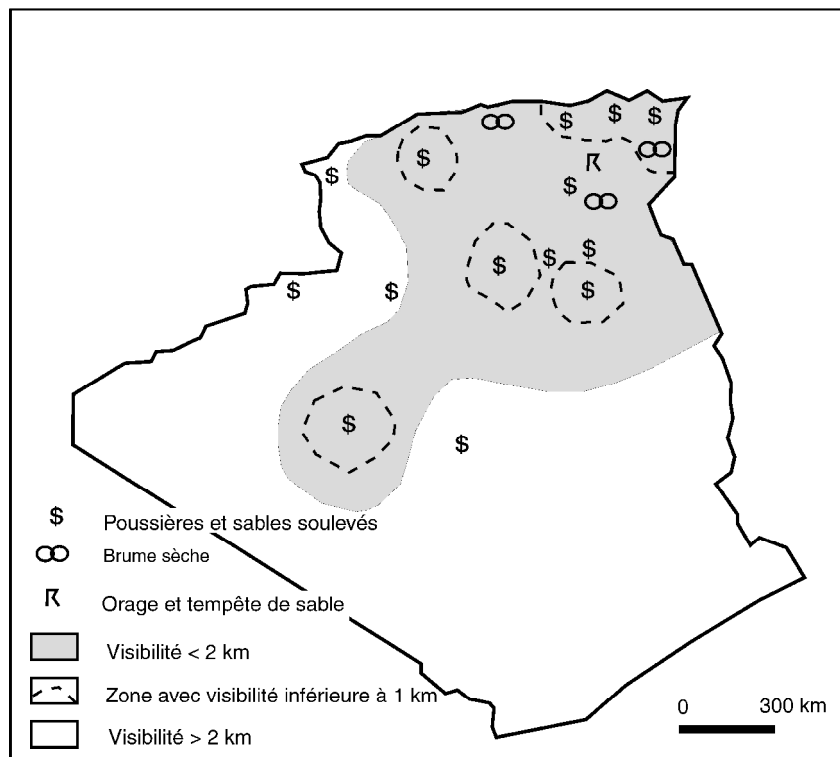 $ Poussières et sables soulevés
Brume sèche
Orage et tempête de sable
Visibilité < 2 km
Zone avec visibilité inférieure à 1 km
Visibilité > 2 km
0 300 km